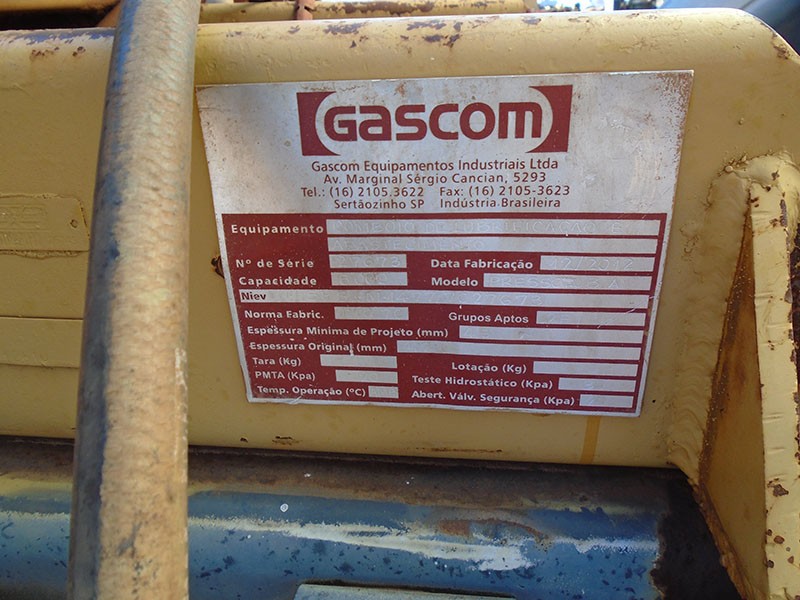 GASCOM
Gascom Equipamentos Industriais Ltda
Av. Marginal Sérgio Cancian, 5293
Tel.: (16) 2105.3622 Fax: (16) 2105-3623
Sertãozinho SP Indústria Brasileira
Equipamento
Nº de Série Data Fabricação
Capacidade Modelo
Niev
Norma Fabric. Grupos Aptos
Espessura Minima de Projeto (mm)
Espessura Original (mm)
Tara (Kg) Lotação (Kg)
PMTA (Kpa) Teste Hidrostático (Kpa)
Temp. Operação (ºC) Abert. Válv. Segurança (Kpa)